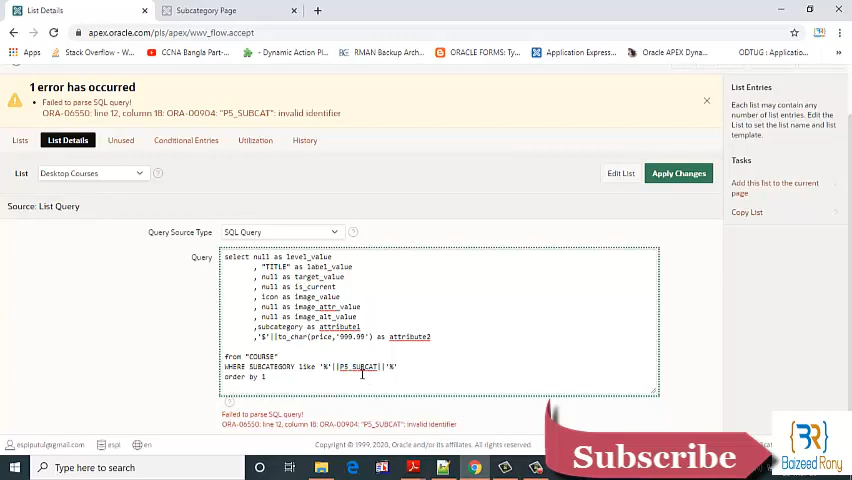 List Details
Subcategory Page
apex.oracle.com/pls/apex/wwv_flow.accept
Apps
Stack Overflow - W...
CCNA Bangla Part-...
- Dynamic Action Pl...
RMAN Backup Arch...
ORACLE FORMS: Ty...
Application Express...
Oracle APEX Dyna...
ODTUG : Applicatio...
1 error has occurred
Failed to parse SQL query!
ORA-06550: line 12, column 18: ORA-00904: "P5_SUBCAT": invalid identifier
Lists
List Details
Unused
Conditional Entries
Utilization
History
List
Desktop Courses
Edit List
Apply Changes
Source: List Query
Query Source Type
SQL Query
Query
select null as level_value
, "TITLE" as label_value
, null as target_value
, null as is_current
, icon as image_value
, null as image_attr_value
, null as image_alt_value
,subcategory as attribute1
,'$'||to_char(price,'999.99') as attribute2
from "COURSE"
WHERE SUBCATEGORY like '%'||P5_SUBCAT||'%'
order by 1
Failed to parse SQL query!
ORA-06550: line 12, column 18: ORA-00904: "P5_SUBCAT": invalid identifier
List Entries
Each list may contain any number of list entries. Edit the List to set the list name and list template.
Tasks
Add this list to the current page
Copy List
esplputul@gmail.com
espl
en
Copyright © 1999, 2020, Oracle and/or its affiliates. All rights reserved.
Type here to search
Subscribe
BR
Baizeed Rony